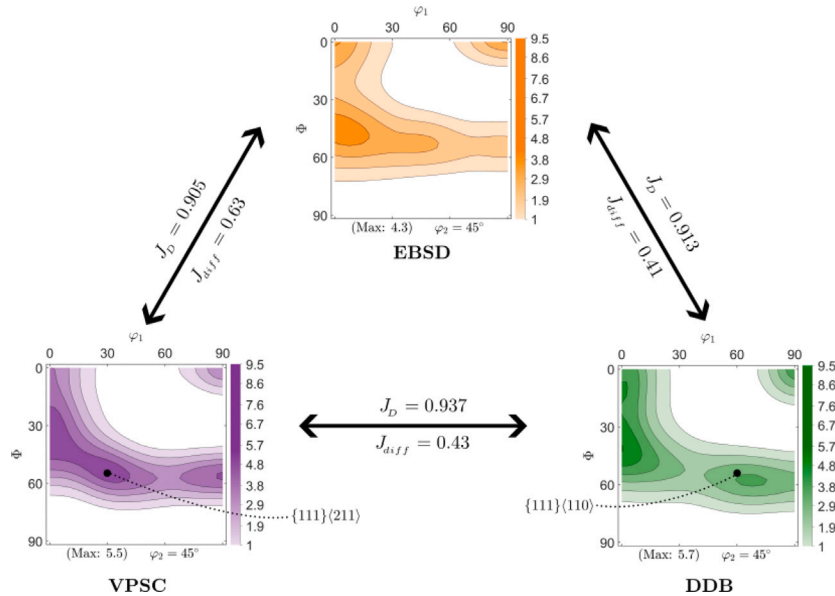 φ₁
0 30 60 90
0
30
60
90
Φ
9.5
8.6
7.6
6.7
5.7
4.8
3.8
2.9
1.9
1
(Max: 4.3) φ₂ = 45°
EBSD
J_D = 0.905
J_diff = 0.63
J_D = 0.913
J_diff = 0.41
φ₁
0 30 60 90
0
30
60
90
Φ
9.5
8.6
7.6
6.7
5.7
4.8
3.8
2.9
1.9
1
{111}⟨211⟩
(Max: 5.5) φ₂ = 45°
VPSC
J_D = 0.937
J_diff = 0.43
φ₁
0 30 60 90
0
30
60
90
Φ
9.5
8.6
7.6
6.7
5.7
4.8
3.8
2.9
1.9
1
{111}⟨110⟩
(Max: 5.7) φ₂ = 45°
DDB